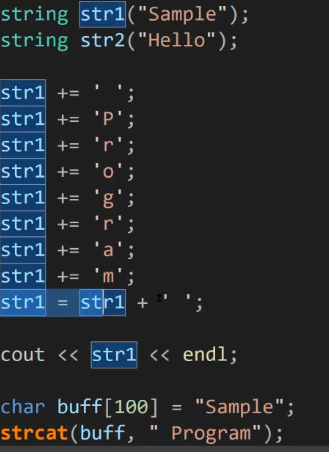 string str1("Sample");
string str2("Hello");
str1 += ' ';
str1 += 'P';
str1 += 'r';
str1 += 'o';
str1 += 'g';
str1 += 'r';
str1 += 'a';
str1 += 'm';
str1 = str1 + ' ';
cout << str1 << endl;
char buff[100] = "Sample";
strcat(buff, " Program");